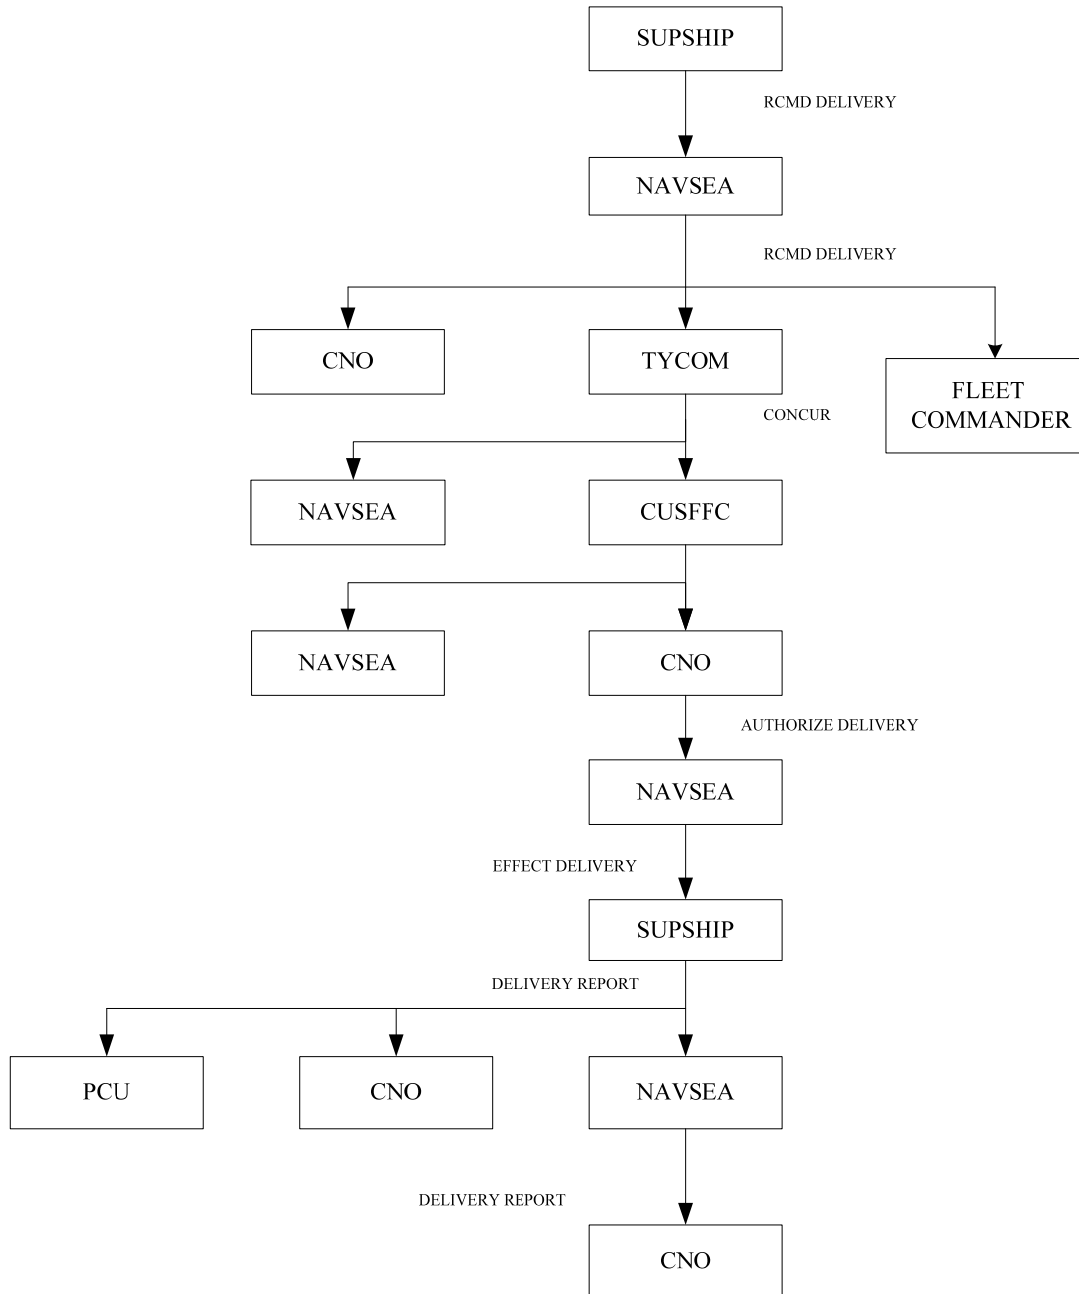 SUPSHIP
RCMD DELIVERY
NAVSEA
RCMD DELIVERY
CNO
TYCOM
FLEET
COMMANDER
CONCUR
NAVSEA
CUSFFC
NAVSEA
CNO
AUTHORIZE DELIVERY
NAVSEA
EFFECT DELIVERY
SUPSHIP
DELIVERY REPORT
PCU
CNO
NAVSEA
DELIVERY REPORT
CNO